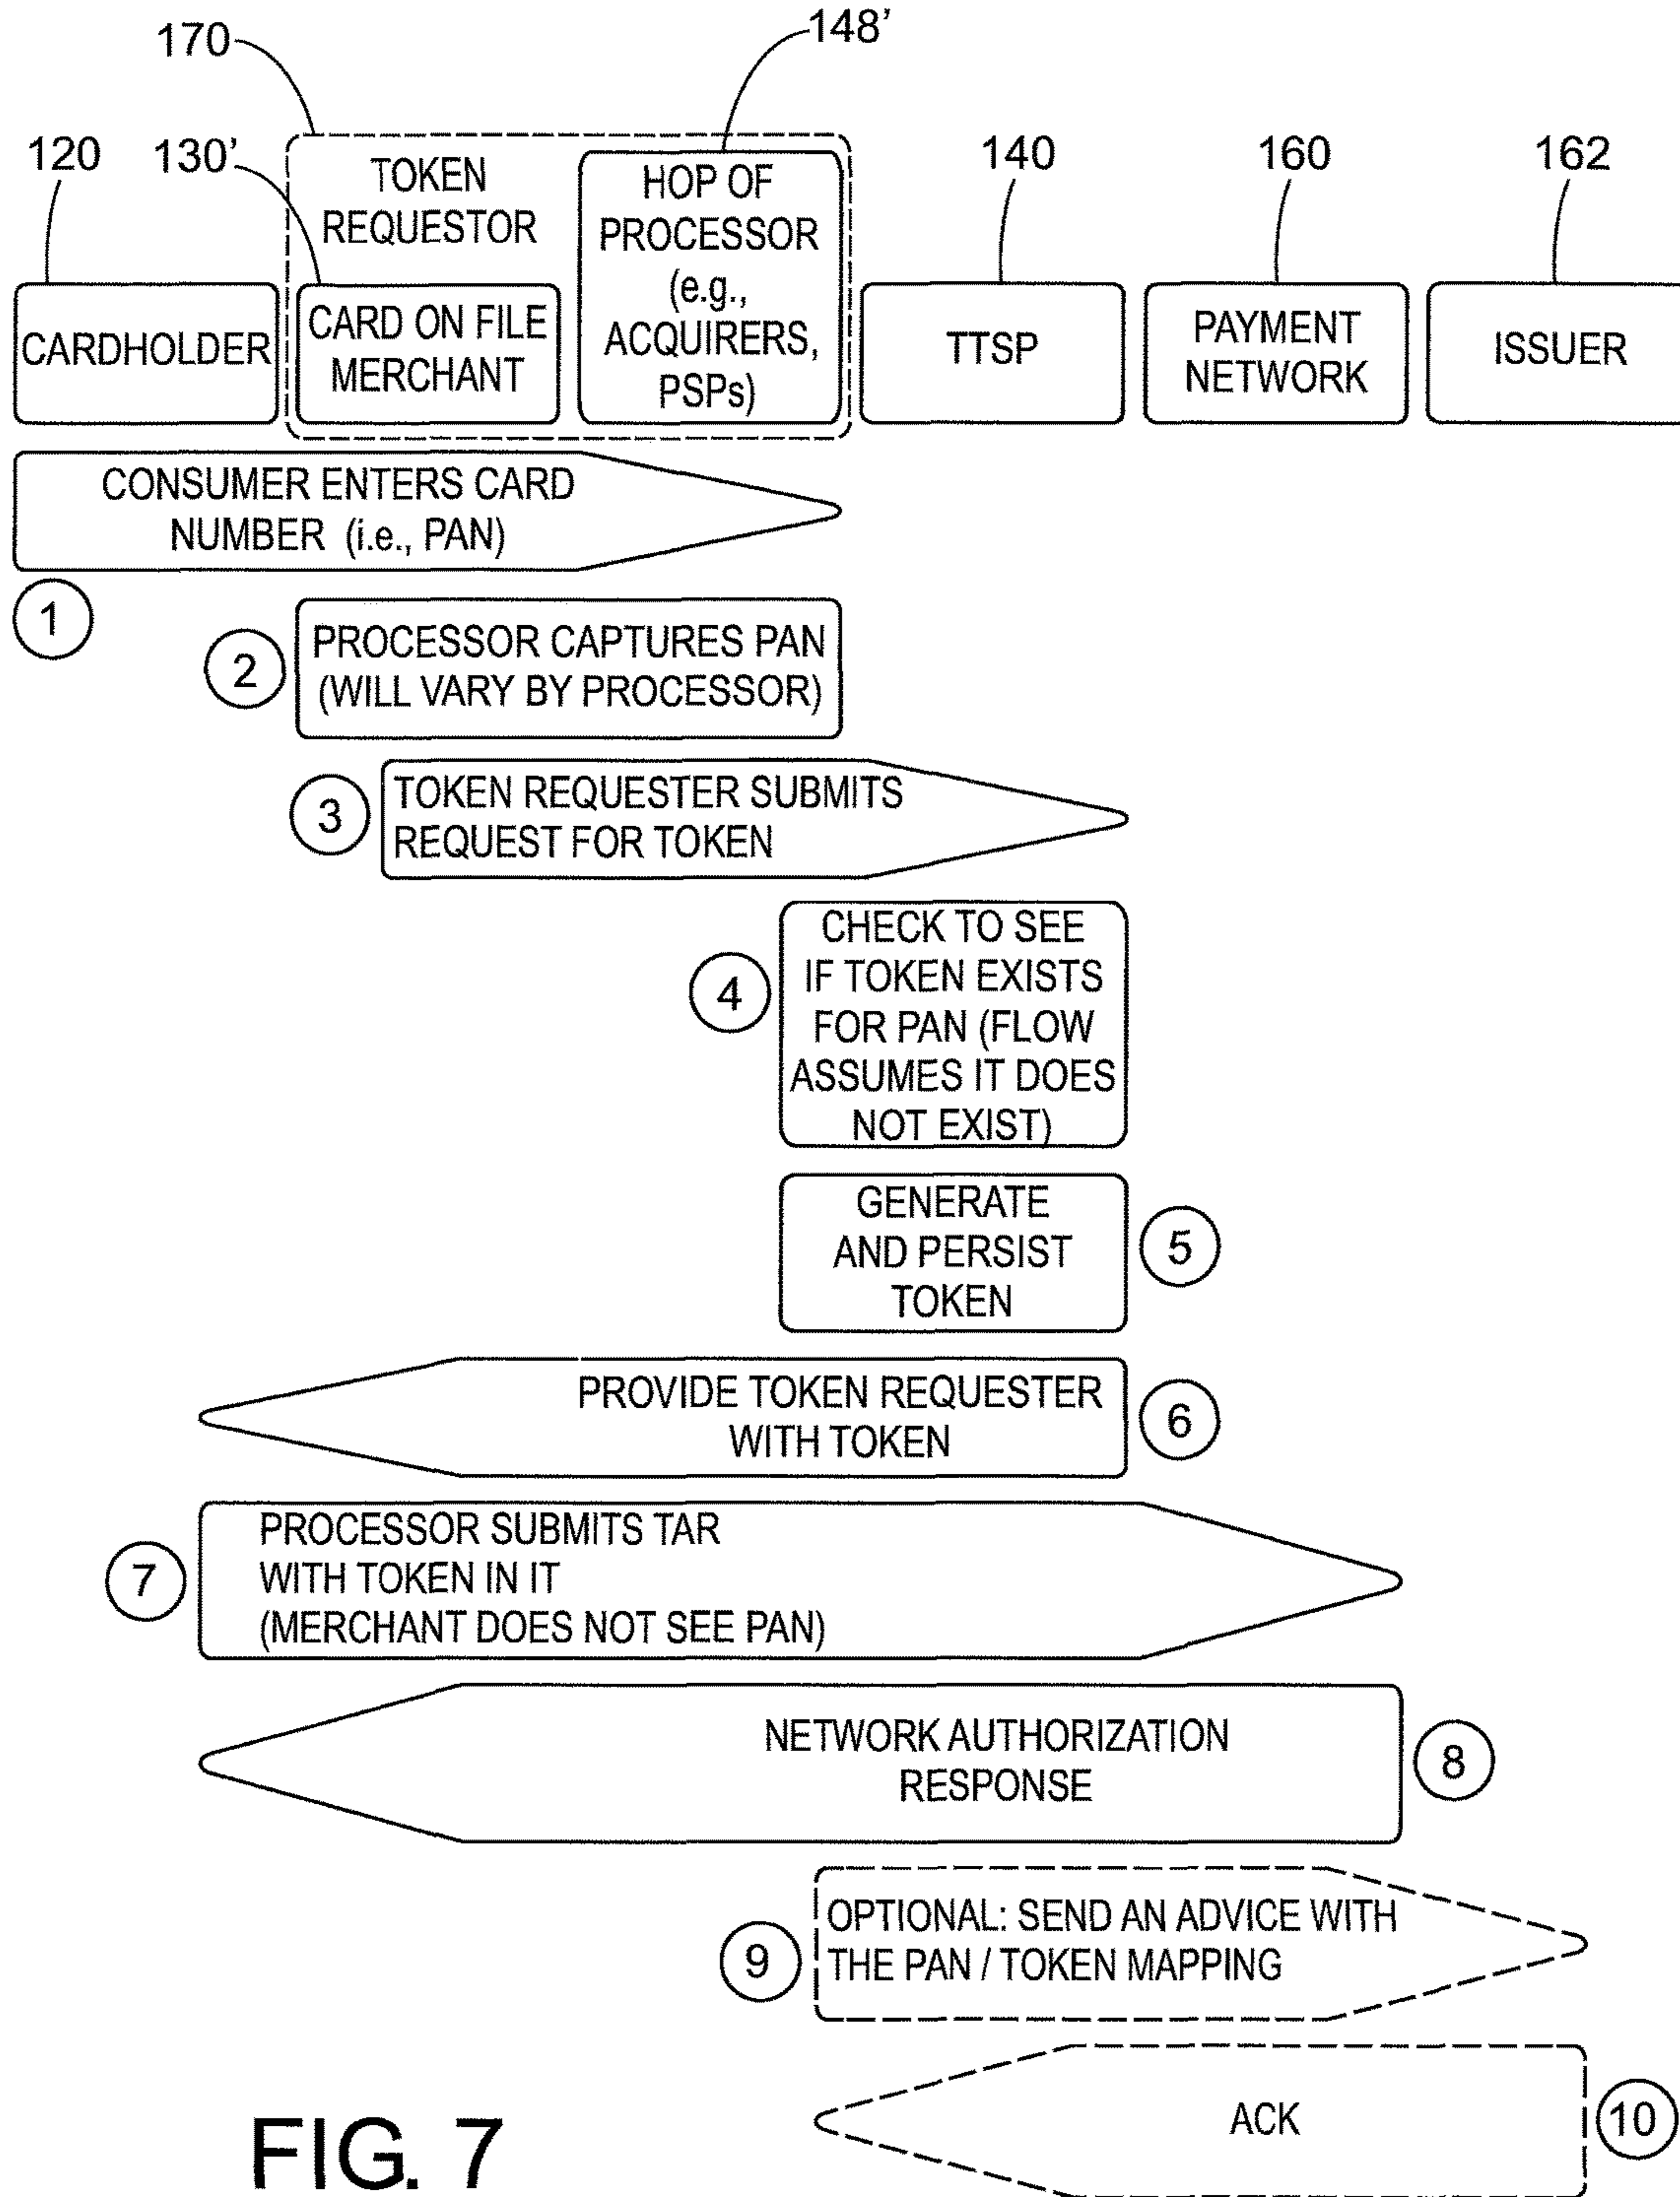 170
148'
120
130'
TOKEN
REQUESTOR
HOP OF
PROCESSOR
(e.g.,
ACQUIRERS,
PSPs)
140
160
162
CARDHOLDER
CARD ON FILE
MERCHANT
TTSP
PAYMENT
NETWORK
ISSUER
CONSUMER ENTERS CARD
NUMBER (i.e., PAN)
1
2
PROCESSOR CAPTURES PAN
(WILL VARY BY PROCESSOR)
3
TOKEN REQUESTER SUBMITS
REQUEST FOR TOKEN
4
CHECK TO SEE
IF TOKEN EXISTS
FOR PAN (FLOW
ASSUMES IT DOES
NOT EXIST)
GENERATE
AND PERSIST
TOKEN
5
PROVIDE TOKEN REQUESTER
WITH TOKEN
6
7
PROCESSOR SUBMITS TAR
WITH TOKEN IN IT
(MERCHANT DOES NOT SEE PAN)
NETWORK AUTHORIZATION
RESPONSE
8
9
OPTIONAL: SEND AN ADVICE WITH
THE PAN / TOKEN MAPPING
ACK
10
FIG. 7